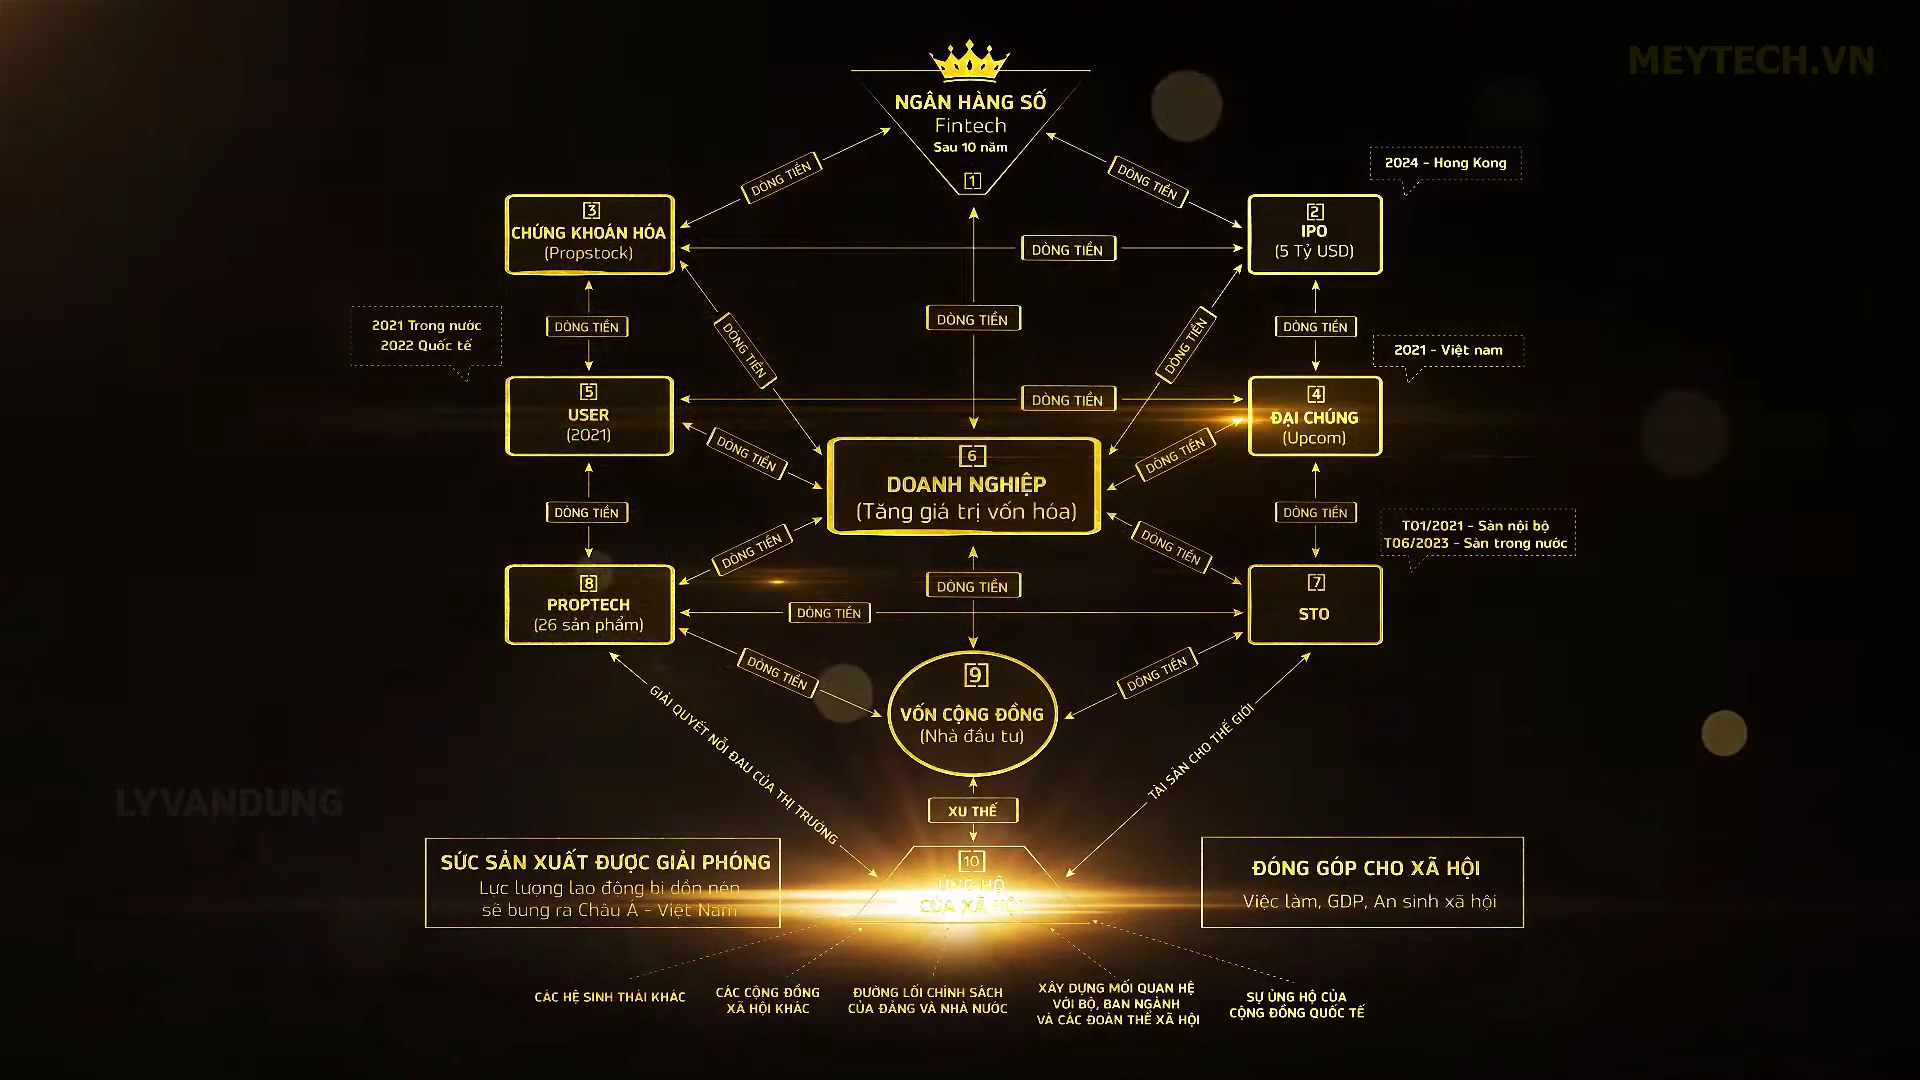 MEYTECH.VN
NGÂN HÀNG SỐ
Fintech
Sau 10 năm
1
DÒNG TIỀN
DÒNG TIỀN
2024 - Hong Kong
3
CHỨNG KHOÁN HÓA
(Propstock)
2
IPO
(5 Tỷ USD)
DÒNG TIỀN
DÒNG TIỀN
2021 Trong nước
2022 Quốc tế
DÒNG TIỀN
DÒNG TIỀN
DÒNG TIỀN
DÒNG TIỀN
2021 - Việt nam
5
USER
(2021)
DÒNG TIỀN
4
ĐẠI CHÚNG
(Upcom)
DÒNG TIỀN
DÒNG TIỀN
6
DOANH NGHIỆP
(Tăng giá trị vốn hóa)
DÒNG TIỀN
DÒNG TIỀN
T01/2021 - Sàn nội bộ
T06/2023 - Sàn trong nước
DÒNG TIỀN
DÒNG TIỀN
DÒNG TIỀN
8
PROPTECH
(26 sản phẩm)
DÒNG TIỀN
7
STO
DÒNG TIỀN
DÒNG TIỀN
9
VỐN CỘNG ĐỒNG
(Nhà đầu tư)
GIẢI QUYẾT NỖI ĐAU CỦA THỊ TRƯỜNG
TÀI SẢN CHO THẾ GIỚI
LYVANDUNG
XU THẾ
SỨC SẢN XUẤT ĐƯỢC GIẢI PHÓNG
Lực lượng lao động bị dồn nén
sẽ bung ra Châu Á - Việt Nam
10
ỦNG HỘ
CỦA XÃ HỘI
ĐÓNG GÓP CHO XÃ HỘI
Việc làm, GDP, An sinh xã hội
CÁC HỆ SINH THÁI KHÁC
CÁC CỘNG ĐỒNG
XÃ HỘI KHÁC
ĐƯỜNG LỐI CHÍNH SÁCH
CỦA ĐẢNG VÀ NHÀ NƯỚC
XÂY DỰNG MỐI QUAN HỆ
VỚI BỘ, BAN NGÀNH
VÀ CÁC ĐOÀN THỂ XÃ HỘI
SỰ ỦNG HỘ CỦA
CỘNG ĐỒNG QUỐC TẾ